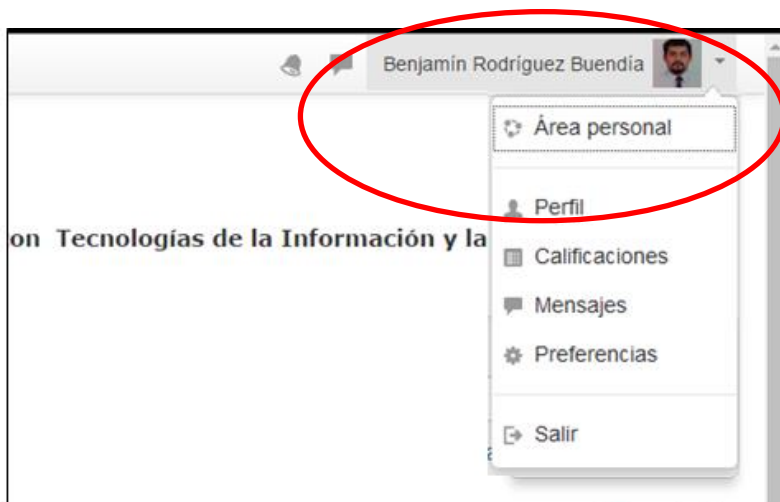 Benjamín Rodríguez Buendía
Área personal
Perfil
on Tecnologías de la Información y la
Calificaciones
Mensajes
Preferencias
Salir